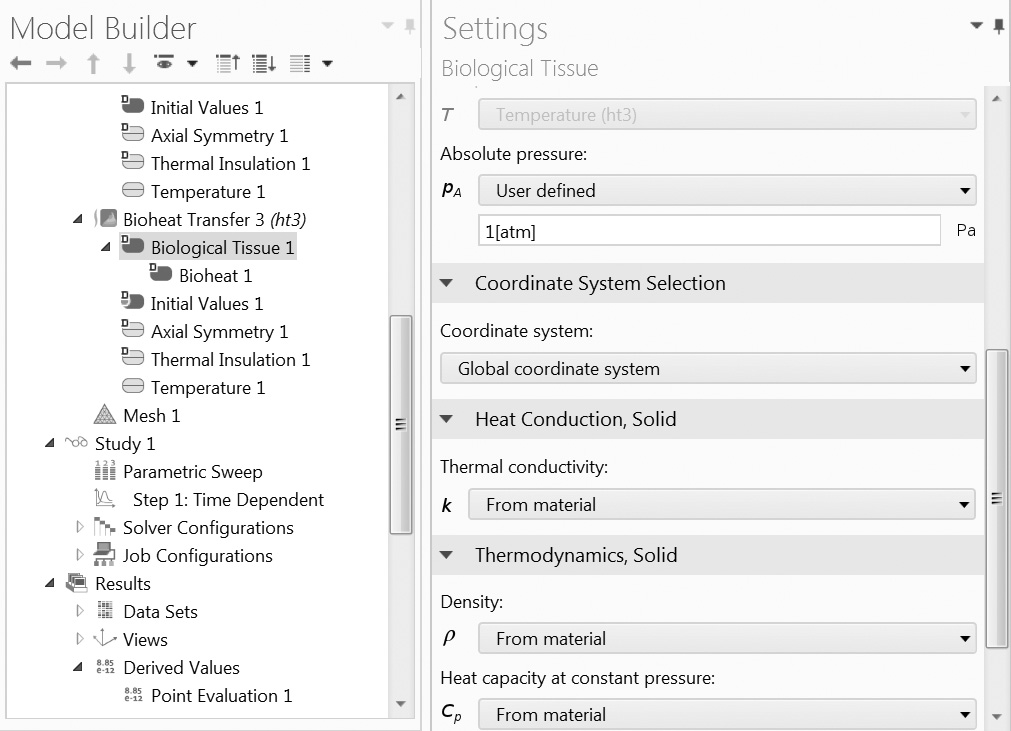 Model Builder
Initial Values 1
Axial Symmetry 1
Thermal Insulation 1
Temperature 1
Bioheat Transfer 3 (ht3)
Biological Tissue 1
Bioheat 1
Initial Values 1
Axial Symmetry 1
Thermal Insulation 1
Temperature 1
Mesh 1
Study 1
1 2 3
Parametric Sweep
Step 1: Time Dependent
Solver Configurations
Job Configurations
Results
Data Sets
Views
8.85 e-12 Derived Values
8.85 e-12 Point Evaluation 1
Settings
Biological Tissue
T Temperature (ht3)
Absolute pressure:
pA User defined
1[atm] Pa
Coordinate System Selection
Coordinate system:
Global coordinate system
Heat Conduction, Solid
Thermal conductivity:
k From material
Thermodynamics, Solid
Density:
ρ From material
Heat capacity at constant pressure:
Cp From material